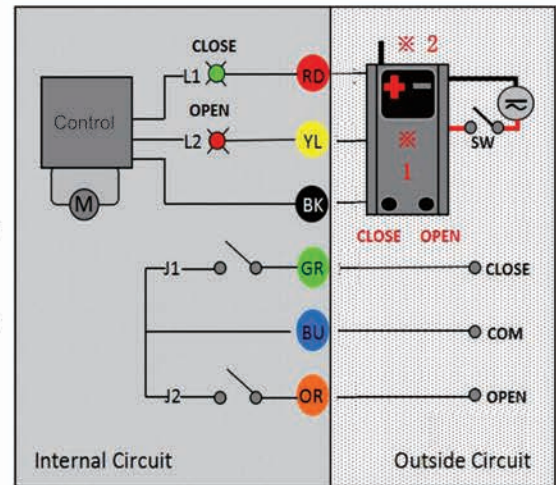 CLOSE
L1
RD
※ 2
OPEN
Control
L2
YL
SW
※
1
M
BK
CLOSE OPEN
J1
GR
CLOSE
BU
COM
J2
OR
OPEN
Internal Circuit
Outside Circuit